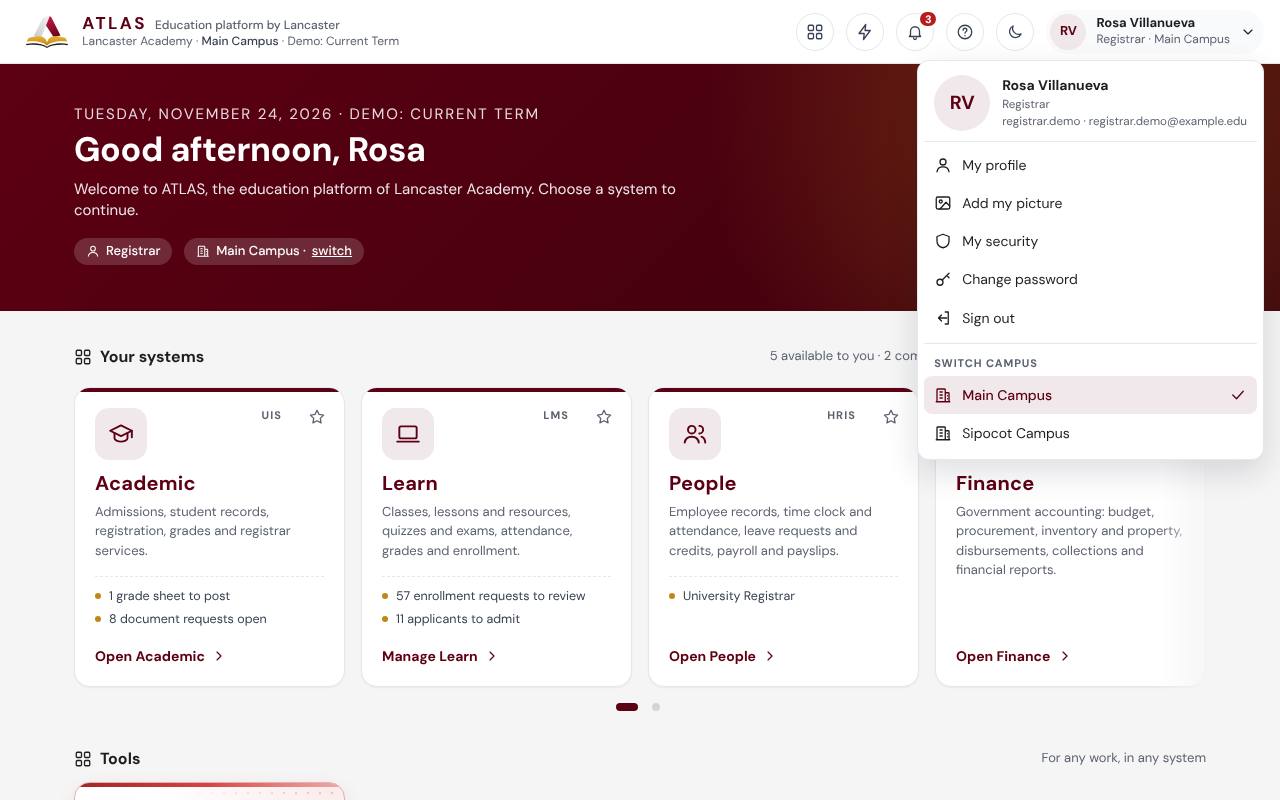 ATLAS Education platform by Lancaster
Lancaster Academy · Main Campus · Demo: Current Term
3
RV
Rosa Villanueva
Registrar · Main Campus
TUESDAY, NOVEMBER 24, 2026 · DEMO: CURRENT TERM
Good afternoon, Rosa
Welcome to ATLAS, the education platform of Lancaster Academy. Choose a system to
continue.
Registrar
Main Campus · switch
RV
Rosa Villanueva
Registrar
registrar.demo · registrar.demo@example.edu
My profile
Add my picture
My security
Change password
Sign out
SWITCH CAMPUS
Main Campus
Sipocot Campus
Your systems
5 available to you · 2
UIS
Academic
Admissions, student records,
registration, grades and registrar
services.
1 grade sheet to post
8 document requests open
Open Academic
LMS
Learn
Classes, lessons and resources,
quizzes and exams, attendance,
grades and enrollment.
57 enrollment requests to review
11 applicants to admit
Manage Learn
HRIS
People
Employee records, time clock and
attendance, leave requests and
credits, payroll and payslips.
University Registrar
Open People
Finance
Government accounting: budget,
procurement, inventory and property,
disbursements, collections and
financial reports.
Open Finance
Tools
For any work, in any system